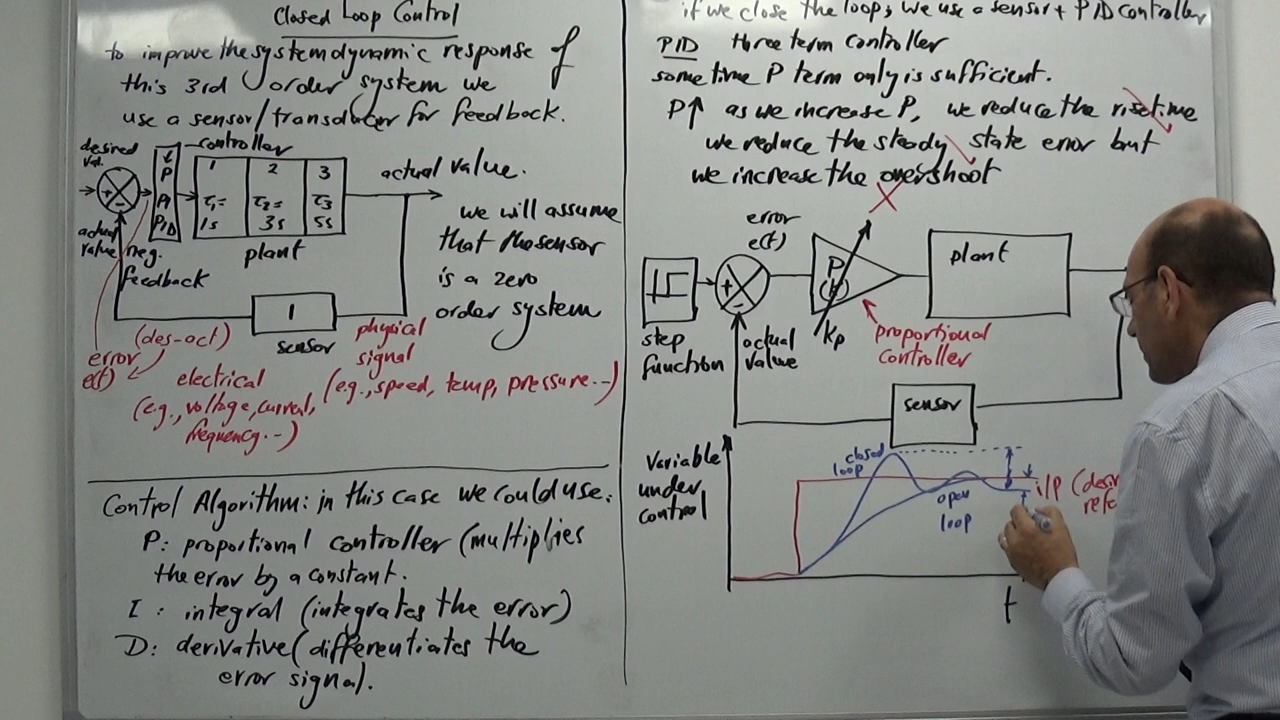 Closed Loop Control
to improve the system dynamic response of
this 3rd order system we
use a sensor/transducer for feedback.
desired
val.
controller
P
PI
PID
1
2
3
τ1=
1s
τ2=
3s
τ3
5s
plant
actual value.
+
-
actual
value
neg.
feedback
1
sensor
we will assume
that the sensor
is a zero
order system
(des-act)
error
e(t)
physical
signal
(e.g., speed, temp, pressure...)
electrical
(e.g., voltage, current,
frequency...)
Control Algorithm: in this case we could use:
P: proportional controller (multiplies
the error by a constant.
I: integral (integrates the error)
D: derivative (differentiates the
error signal).
if we close the loop, we use a sensor + PID controller
PID three term controller
sometime P term only is sufficient.
P↑ as we increase P, we reduce the rise time
we reduce the steady state error but
we increase the overshoot
error
e(t)
P
kp
plant
step
function
+
-
actual
value
proportional
controller
sensor
Variable
under
control
closed
loop
open
loop
i/p (desir
refe
t